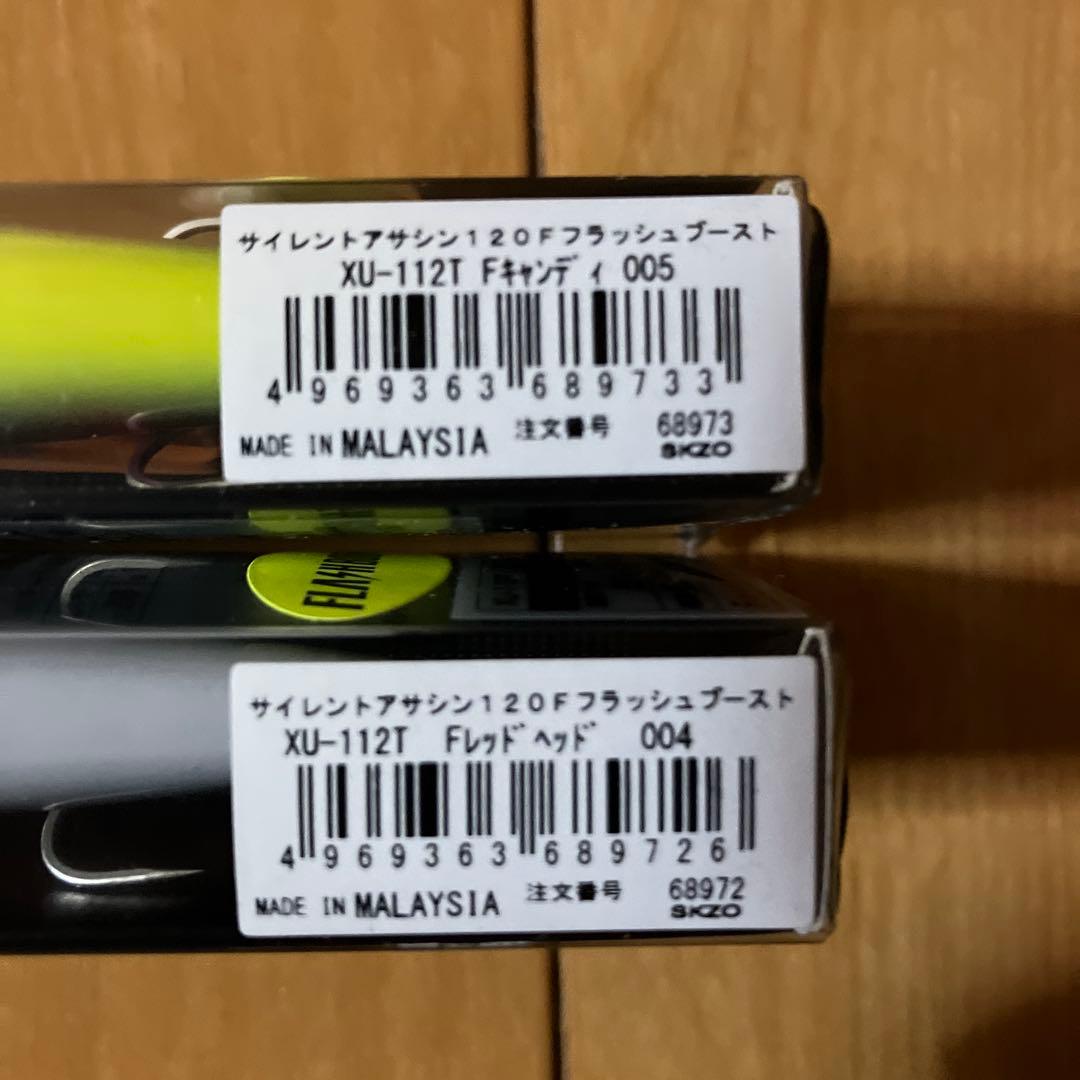 サイレントアサシン120Fフラッシュブースト
XU-112T Fｷｬﾝﾃﾞｨ 005
4 969363 689733
MADE IN MALAYSIA 注文番号 68973
SKZO
FLASH
サイレントアサシン120Fフラッシュブースト
XU-112T Fﾚｯﾄﾞﾍｯﾄﾞ 004
4 969363 689726
MADE IN MALAYSIA 注文番号 68972
SKZO